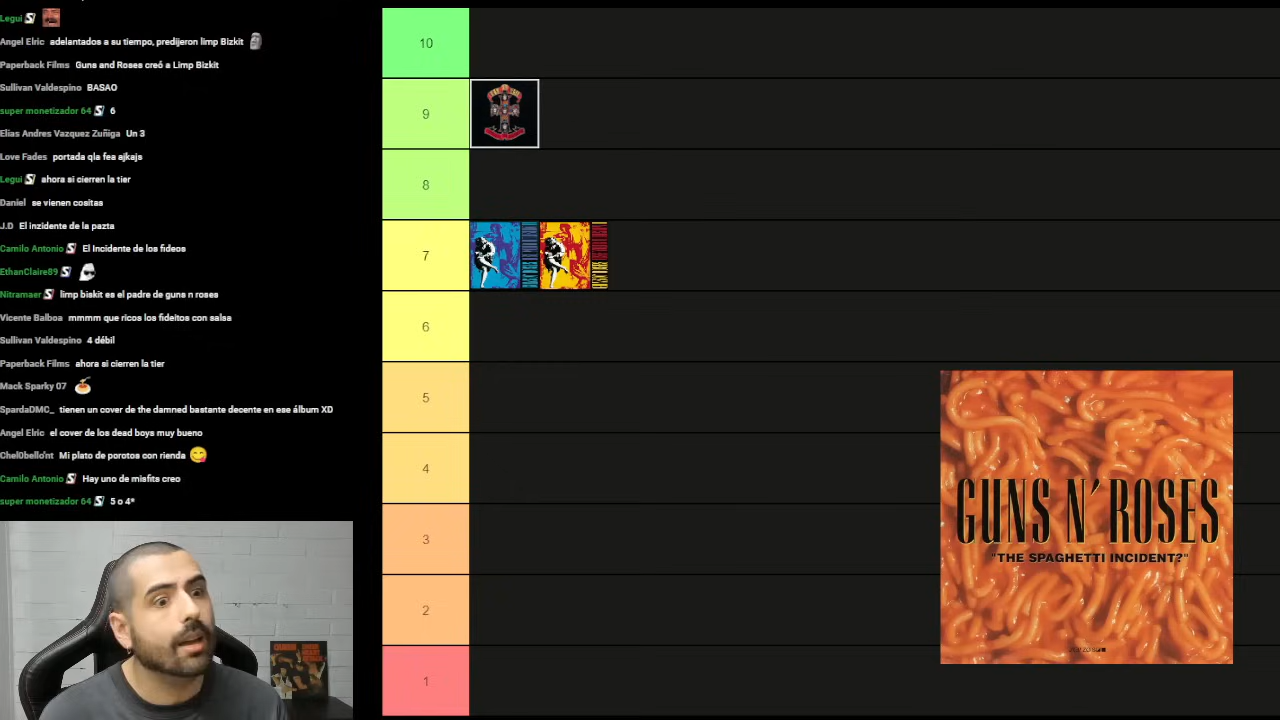 Legui
Angel Elric adelantados a su tiempo, predijeron limp Bizkit
Paperback Films Guns and Roses creó a Limp Bizkit
Sullivan Valdespino BASAO
super monetizador 64 6
Elias Andres Vazquez Zuñiga Un 3
Love Fades portada qla fea ajkajs
Legui ahora si cierren la tier
Daniel se vienen cositas
J.D El inzidente de la pazta
Camilo Antonio El Incidente de los fideos
EthanClaire89
Nitramaer limp biskit es el padre de guns n roses
Vicente Balboa mmmm que ricos los fideitos con salsa
Sullivan Valdespino 4 débil
Paperback Films ahora si cierren la tier
Mack Sparky 07
SpardaDMC_ tienen un cover de the damned bastante decente en ese álbum XD
Angel Elric el cover de los dead boys muy bueno
Chel0bello'nt Mi plato de porotos con rienda
Camilo Antonio Hay uno de misfits creo
super monetizador 64 5 o 4*
10
9
8
7
6
5
4
3
2
1
GUNS N' ROSES
"THE SPAGHETTI INCIDENT?"